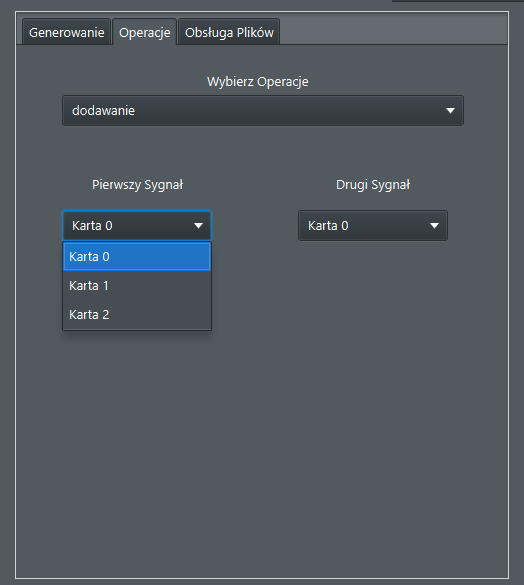 Generowanie Operacje Obsługa Plików
Wybierz Operacje
dodawanie
Pierwszy Sygnał Drugi Sygnał
Karta 0 Karta 0
Karta 0
Karta 1
Karta 2